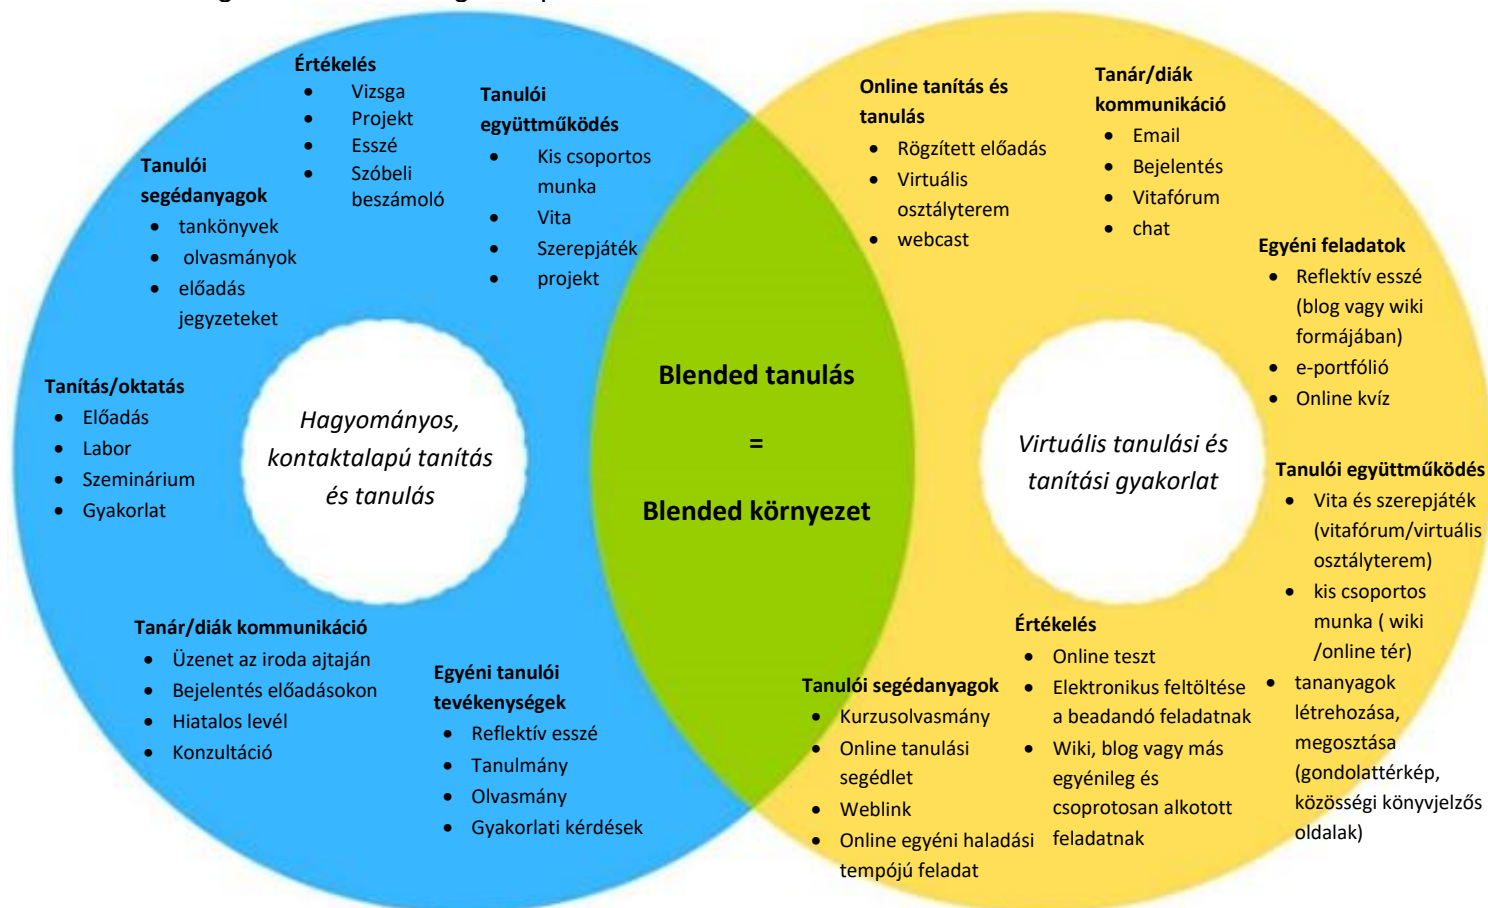 Értékelés
• Vizsga
• Projekt
• Esszé
• Szóbeli
beszámoló
Tanulói
együttműködés
• Kis csoportos
munka
• Vita
• Szerepjáték
• projekt
Tanulói
segédanyagok
• tankönyvek
• olvasmányok
• előadás
jegyzeteket
Tanítás/oktatás
• Előadás
• Labor
• Szeminárium
• Gyakorlat
Hagyományos,
kontaktalapú tanítás
és tanulás
Tanár/diák kommunikáció
• Üzenet az iroda ajtaján
• Bejelentés előadásokon
• Hiatalos levél
• Konzultáció
Egyéni tanulói
tevékenységek
• Reflektív esszé
• Tanulmány
• Olvasmány
• Gyakorlati kérdések
Blended tanulás
=
Blended környezet
Online tanítás és
tanulás
• Rögzített előadás
• Virtuális
osztályterem
• webcast
Tanár/diák
kommunikáció
• Email
• Bejelentés
• Vitafórum
• chat
Egyéni feladatok
• Reflektív esszé
(blog vagy wiki
formájában)
• e-portfólió
• Online kvíz
Virtuális tanulási és
tanítási gyakorlat
Tanulói együttműködés
• Vita és szerepjáték
(vitafórum/virtuális
osztályterem)
• kis csoportos
munka ( wiki
/online tér)
• tananyagok
létrehozása,
megosztása
(gondolattérkép,
közösségi könyvjelzős
oldalak)
Értékelés
• Online teszt
• Elektronikus feltöltése
a beadandó feladatnak
• Wiki, blog vagy más
egyénileg és
csoprotosan alkotott
feladatnak
Tanulói segédanyagok
• Kurzusolvasmány
• Online tanulási
segédlet
• Weblink
• Online egyéni haladási
tempójú feladat